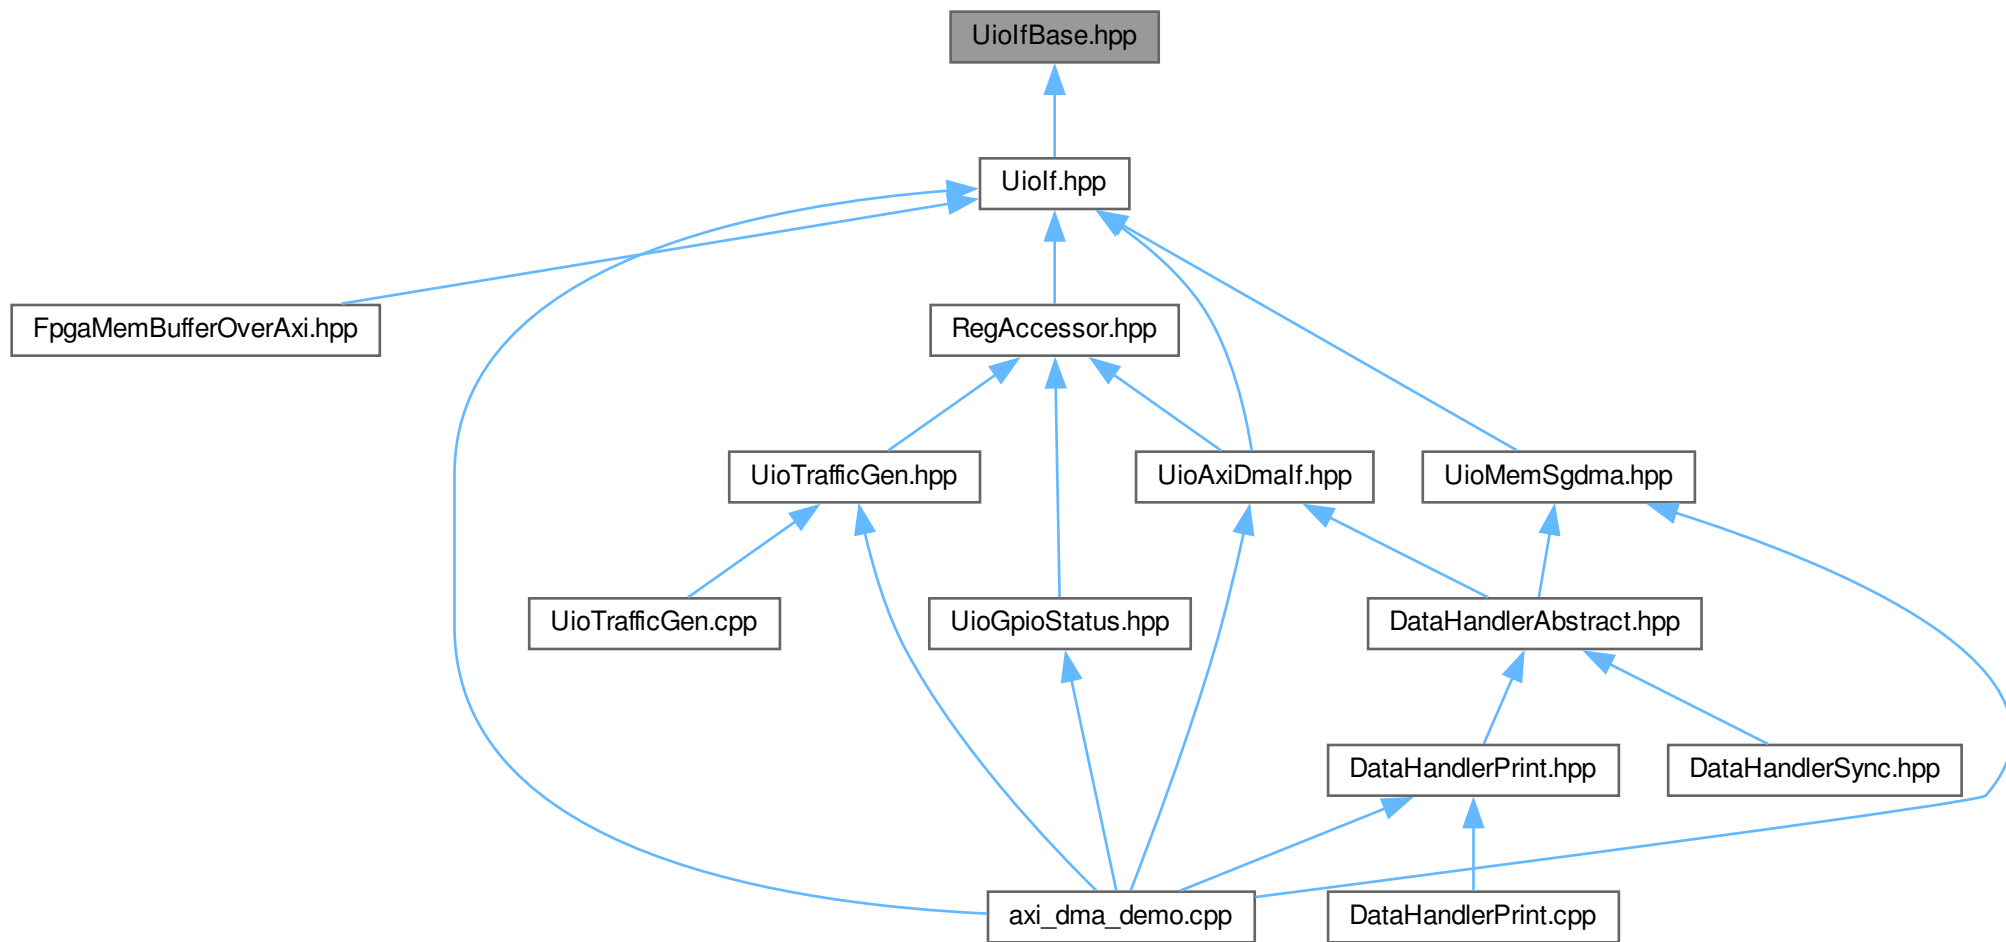 UioIfBase.hpp
UioIf.hpp
FpgaMemBufferOverAxi.hpp
RegAccessor.hpp
UioTrafficGen.hpp
UioAxiDmaIf.hpp
UioMemSgdma.hpp
UioTrafficGen.cpp
UioGpioStatus.hpp
DataHandlerAbstract.hpp
DataHandlerPrint.hpp
DataHandlerSync.hpp
axi_dma_demo.cpp
DataHandlerPrint.cpp